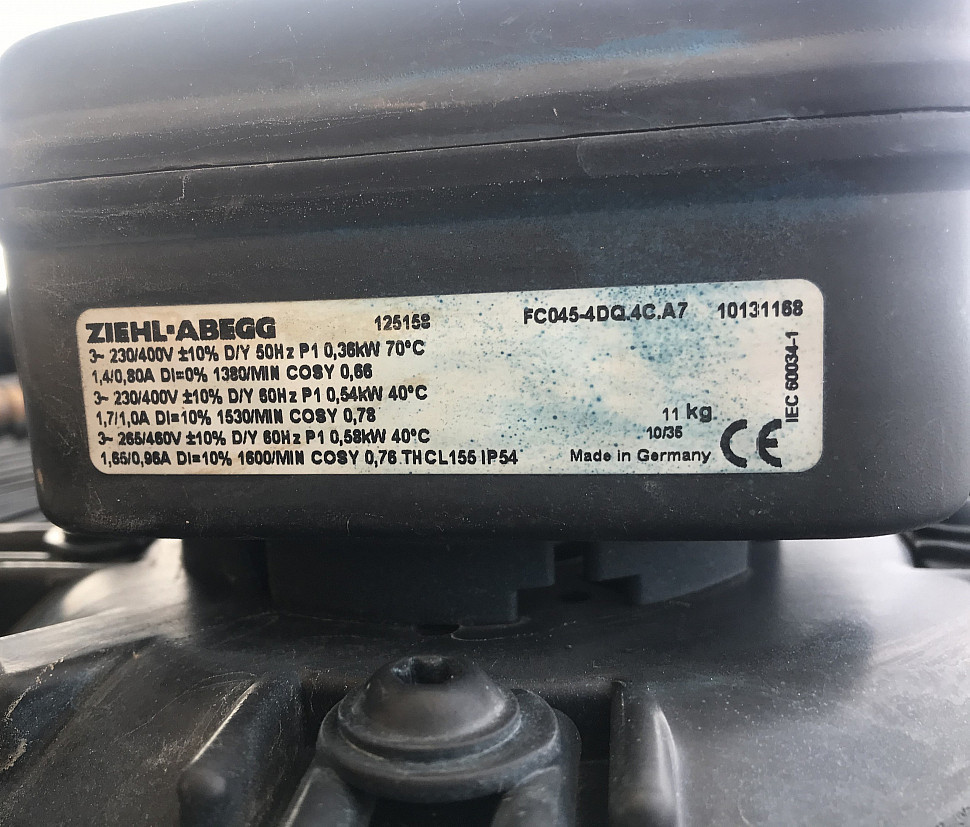 ZIEHL-ABEGG 125158 FC045-4DQ.4C.A7 10131168
3~ 230/400V ±10% D/Y 50Hz P1 0,36kW 70°C
1,4/0,80A DI=0% 1380/MIN COSY 0,66
3~ 230/400V ±10% D/Y 60Hz P1 0,54kW 40°C
1,7/1,0A DI=10% 1530/MIN COSY 0,78
3~ 265/460V ±10% D/Y 60Hz P1 0,58kW 40°C
1,65/0,96A DI=10% 1600/MIN COSY 0,76 THCL155 IP54
11 kg
10/35
Made in Germany
CE
IEC 60034-1